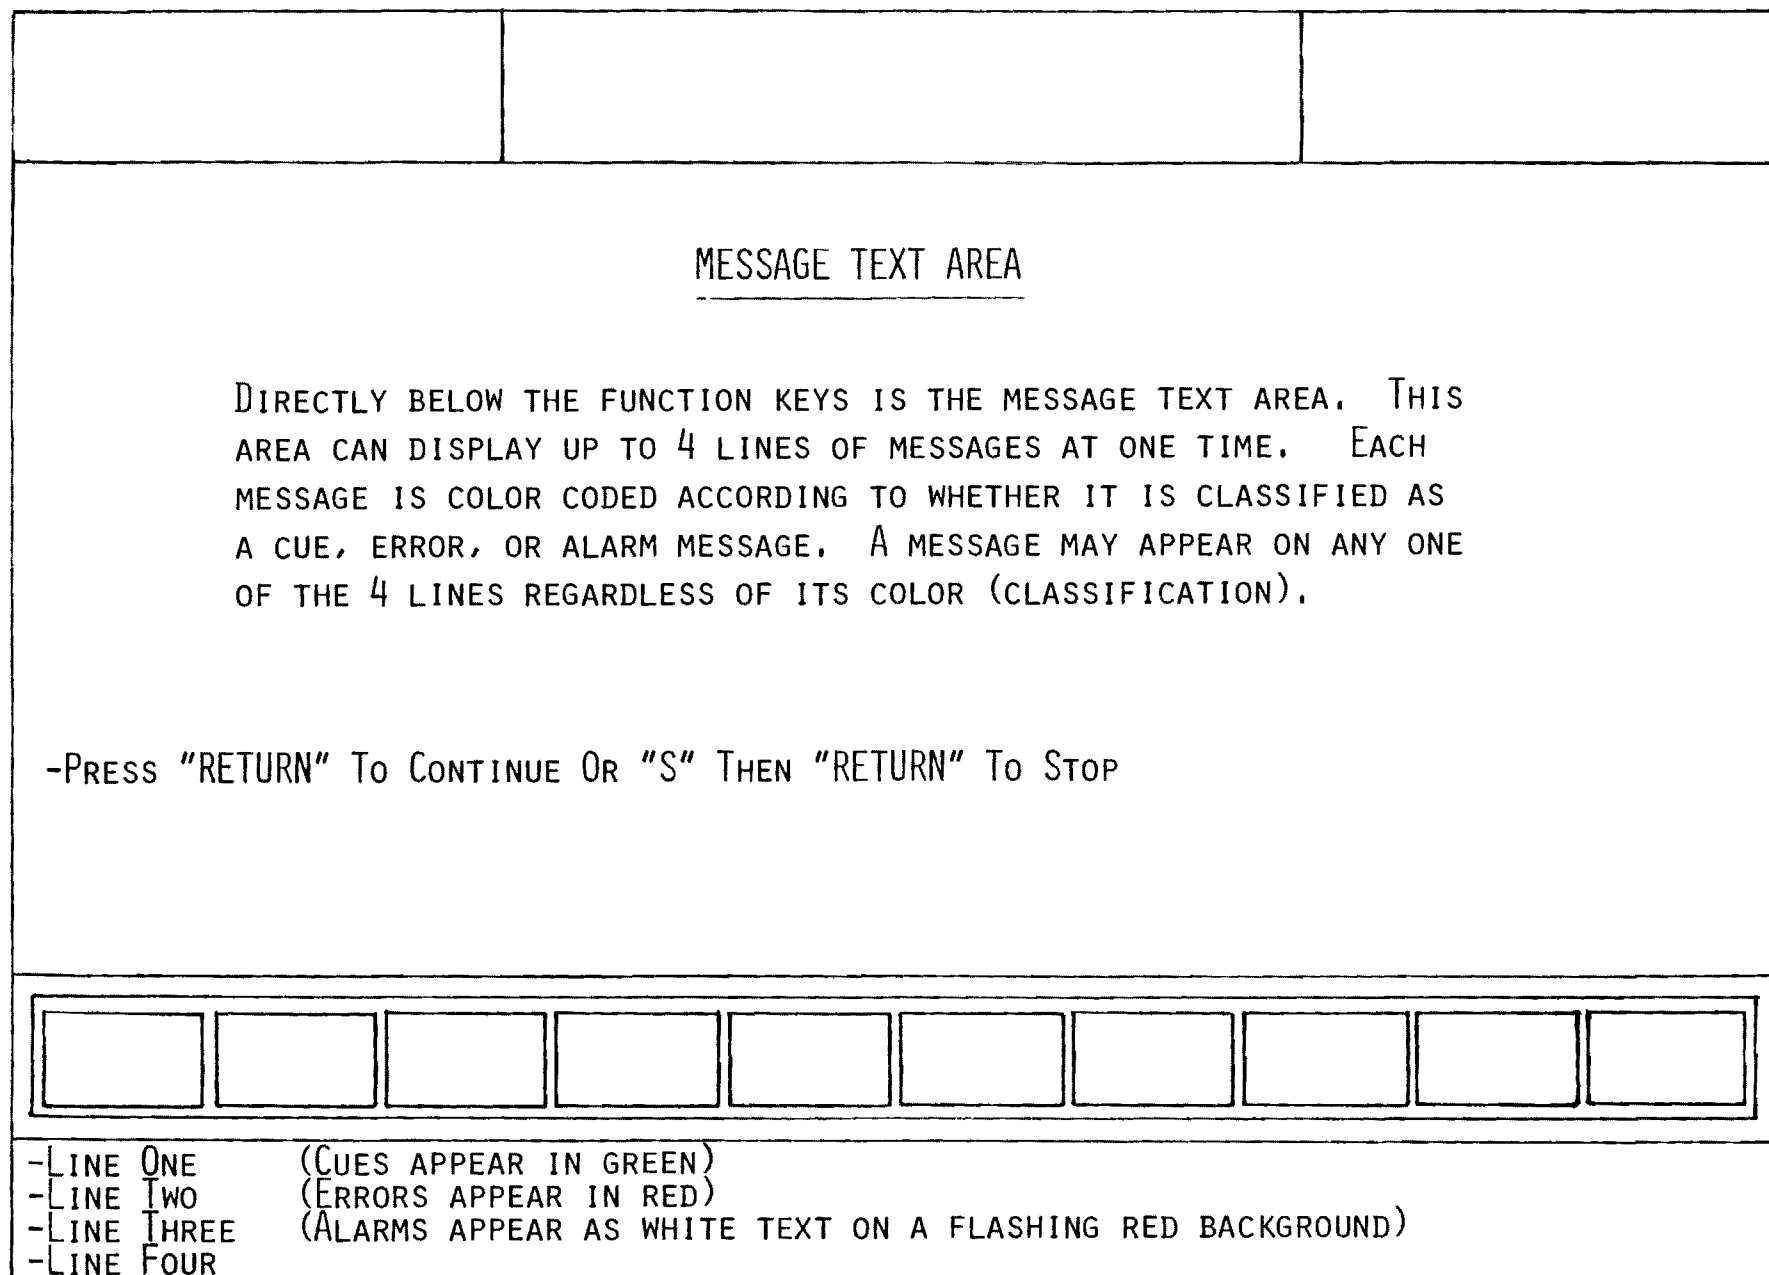 MESSAGE TEXT AREA
DIRECTLY BELOW THE FUNCTION KEYS IS THE MESSAGE TEXT AREA. THIS
AREA CAN DISPLAY UP TO 4 LINES OF MESSAGES AT ONE TIME. EACH
MESSAGE IS COLOR CODED ACCORDING TO WHETHER IT IS CLASSIFIED AS
A CUE, ERROR, OR ALARM MESSAGE. A MESSAGE MAY APPEAR ON ANY ONE
OF THE 4 LINES REGARDLESS OF ITS COLOR (CLASSIFICATION).
-PRESS "RETURN" TO CONTINUE OR "S" THEN "RETURN" TO STOP
-LINE ONE (CUES APPEAR IN GREEN)
-LINE TWO (ERRORS APPEAR IN RED)
-LINE THREE (ALARMS APPEAR AS WHITE TEXT ON A FLASHING RED BACKGROUND)
-LINE FOUR